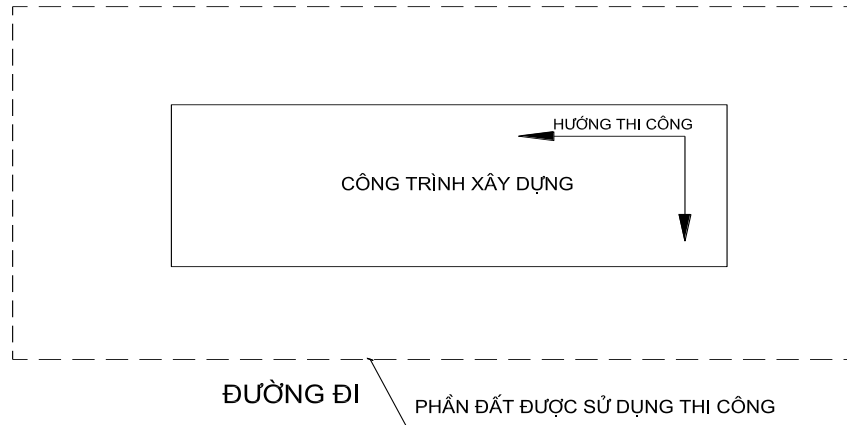 HƯỚNG THI CÔNG
CÔNG TRÌNH XÂY DỰNG
ĐƯỜNG ĐI
PHẦN ĐẤT ĐƯỢC SỬ DỤNG THI CÔNG